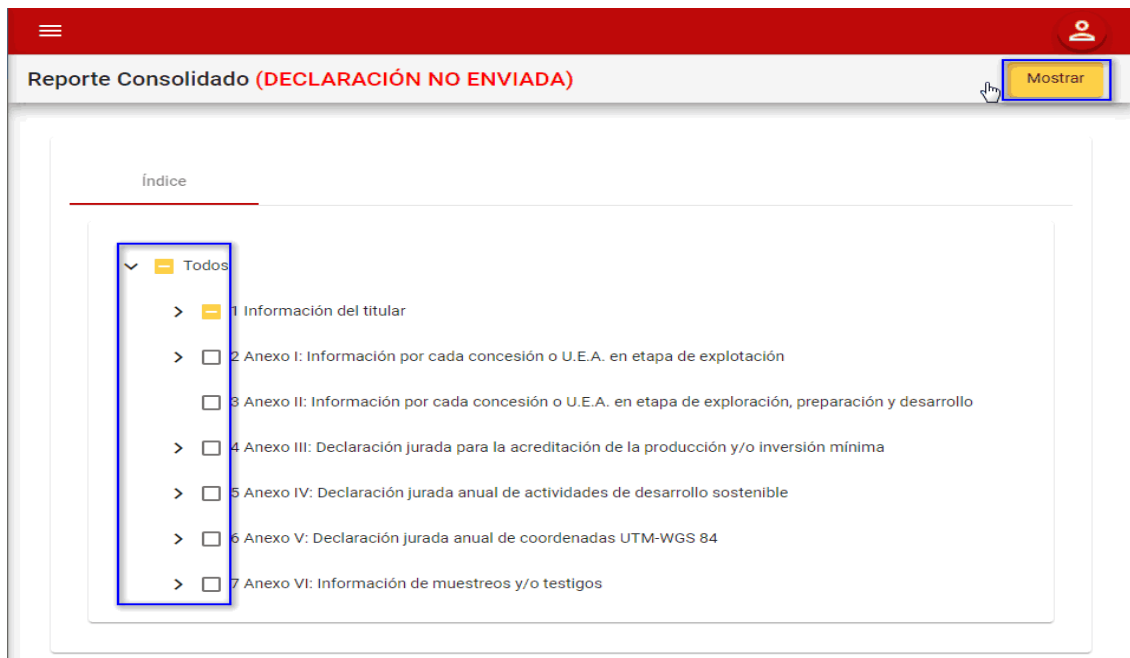 Reporte Consolidado (DECLARACIÓN NO ENVIADA)
Mostrar
Índice
Todos
1 Información del titular
2 Anexo I: Información por cada concesión o U.E.A. en etapa de explotación
3 Anexo II: Información por cada concesión o U.E.A. en etapa de exploración, preparación y desarrollo
4 Anexo III: Declaración jurada para la acreditación de la producción y/o inversión mínima
5 Anexo IV: Declaración jurada anual de actividades de desarrollo sostenible
6 Anexo V: Declaración jurada anual de coordenadas UTM-WGS 84
7 Anexo VI: Información de muestreos y/o testigos